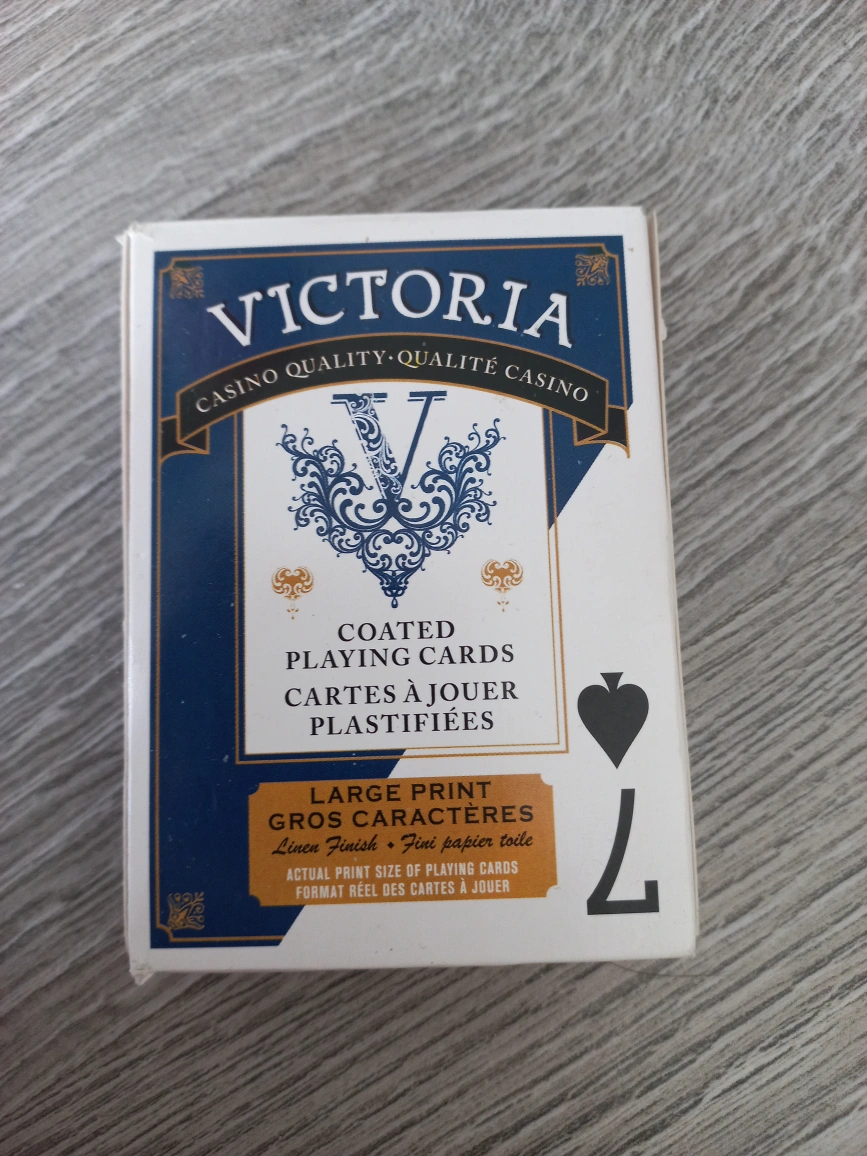 VICTORIA
CASINO QUALITY · QUALITÉ CASINO
V
COATED
PLAYING CARDS
CARTES À JOUER
PLASTIFIÉES
LARGE PRINT
GROS CARACTÈRES
Linen Finish • Fini papier toile
ACTUAL PRINT SIZE OF PLAYING CARDS
FORMAT RÉEL DES CARTES À JOUER
7